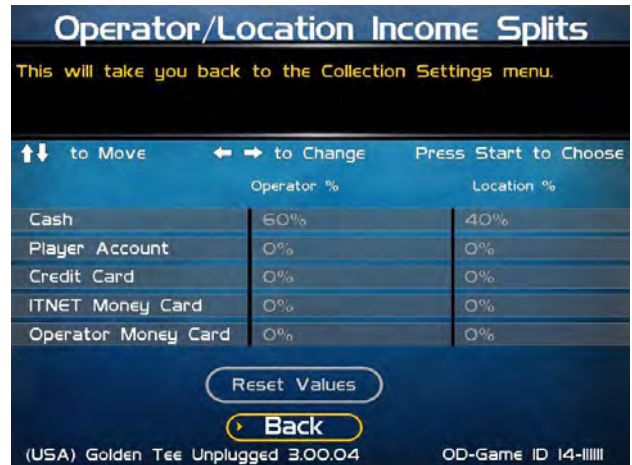 Operator/Location Income Splits
This will take you back to the Collection Settings menu.
to Move to Change Press Start to Choose
Operator % Location %
Cash 60% 40%
Player Account 0% 0%
Credit Card 0% 0%
ITNET Money Card 0% 0%
Operator Money Card 0% 0%
Reset Values
Back
(USA) Golden Tee Unplugged 3.00.04 OD-Game ID 14-111111